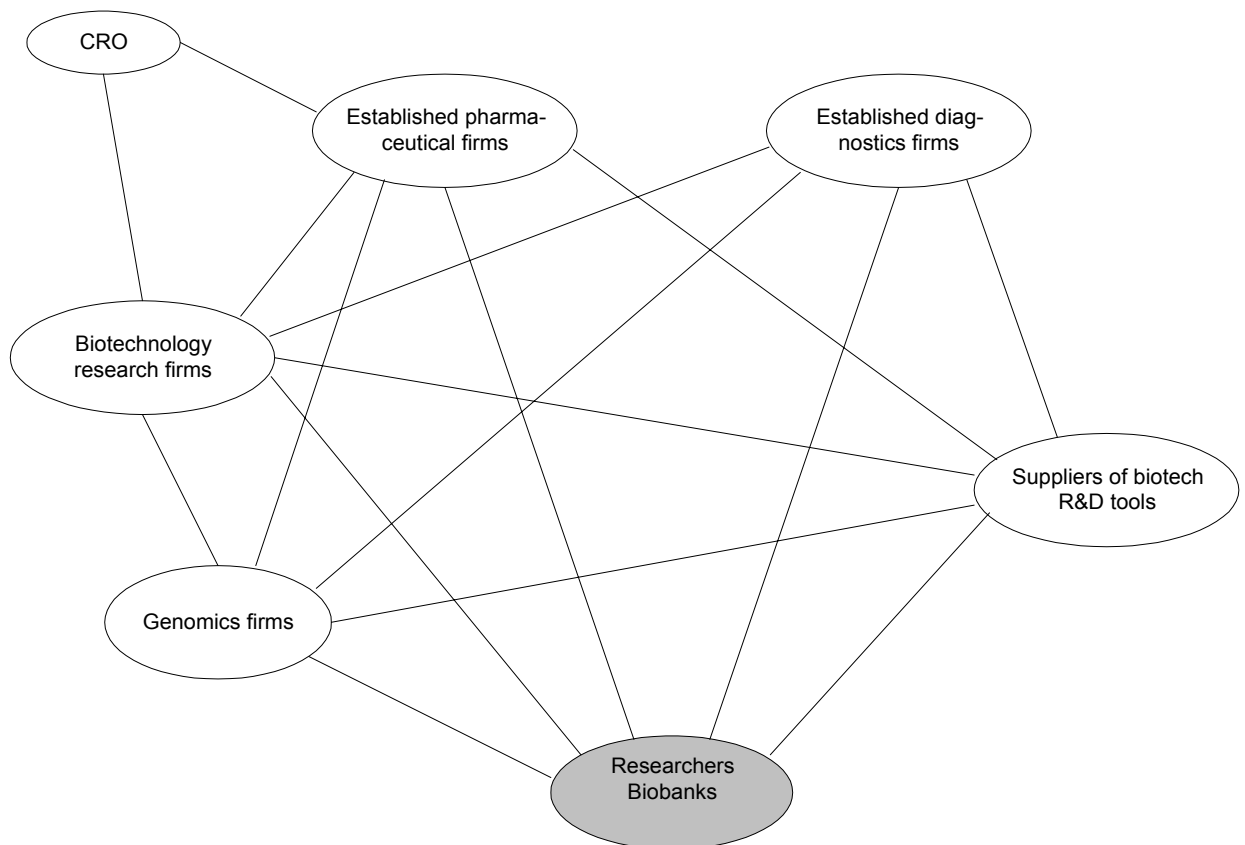 CRO
Established pharma-
ceutical firms
Established diag-
nostics firms
Biotechnology
research firms
Suppliers of biotech
R&D tools
Genomics firms
Researchers
Biobanks